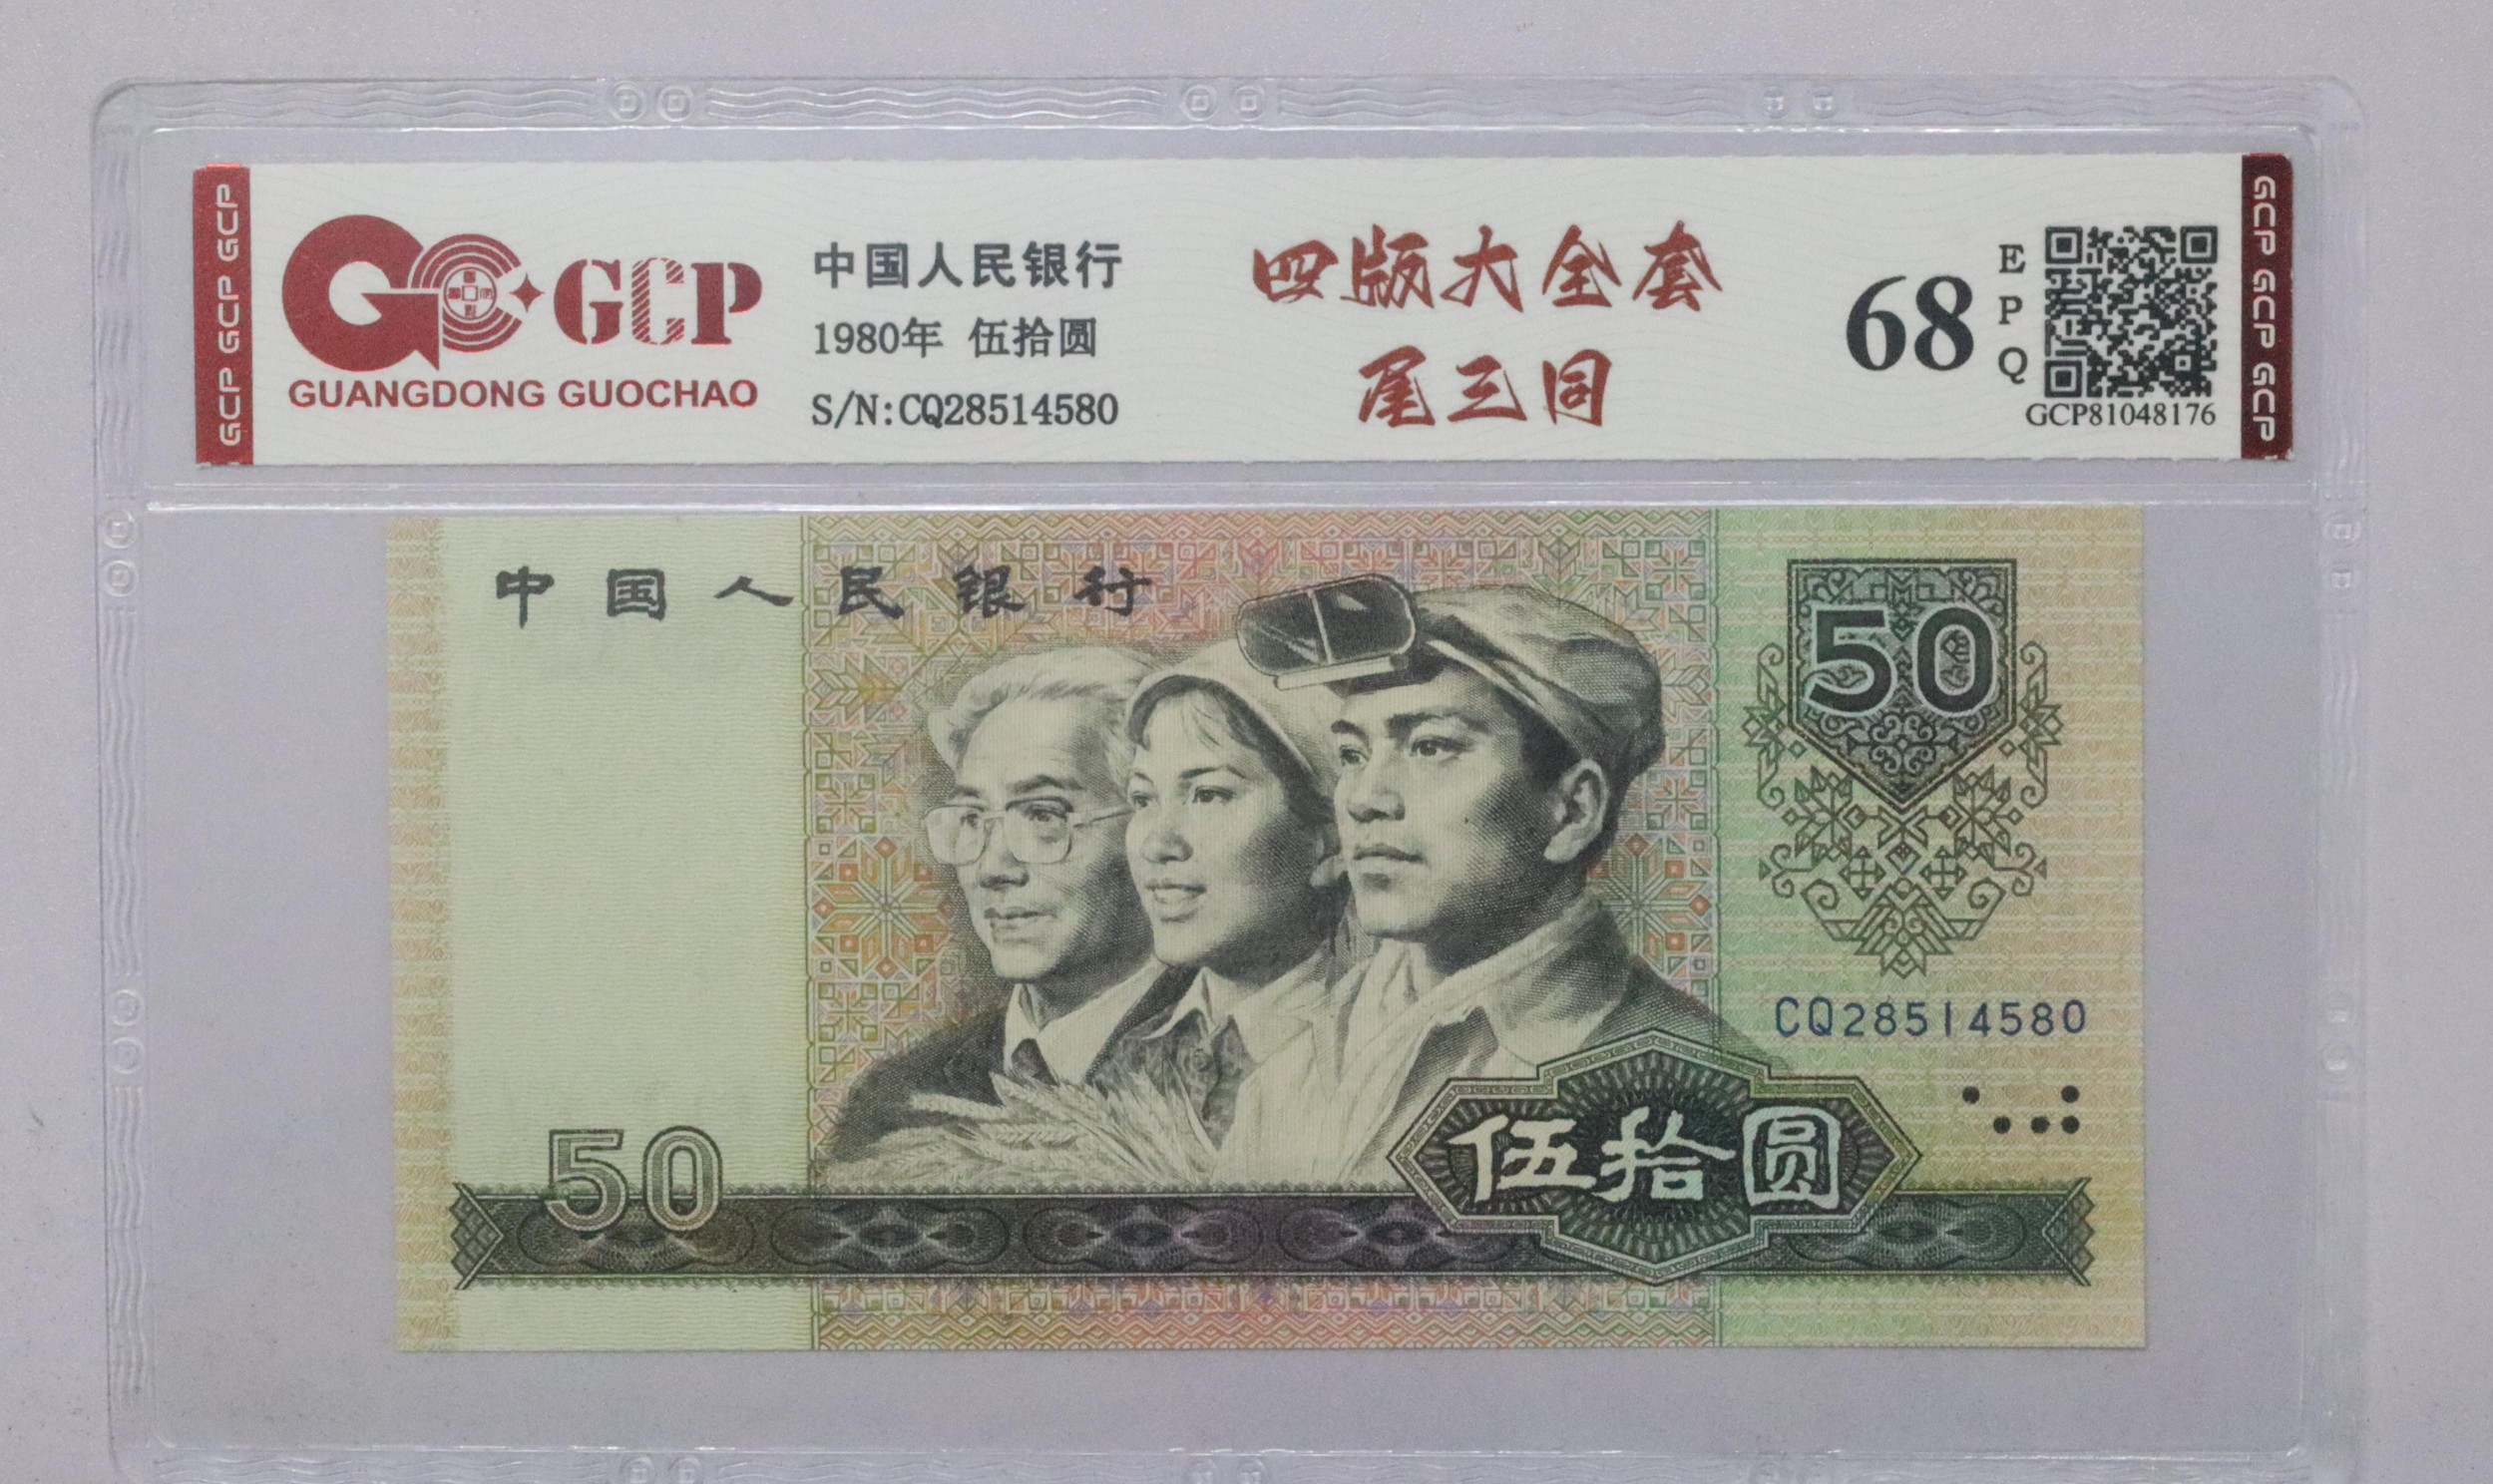 GCP GCP GCP
GCP
GUANGDONG GUOCHAO
中国人民银行
1980年 伍拾圆
S/N:CQ28514580
四版大全套
尾三同
68
EPQ
GCP81048176
GCP GCP GCP
中国人民银行
50
CQ28514580
50
伍拾圆